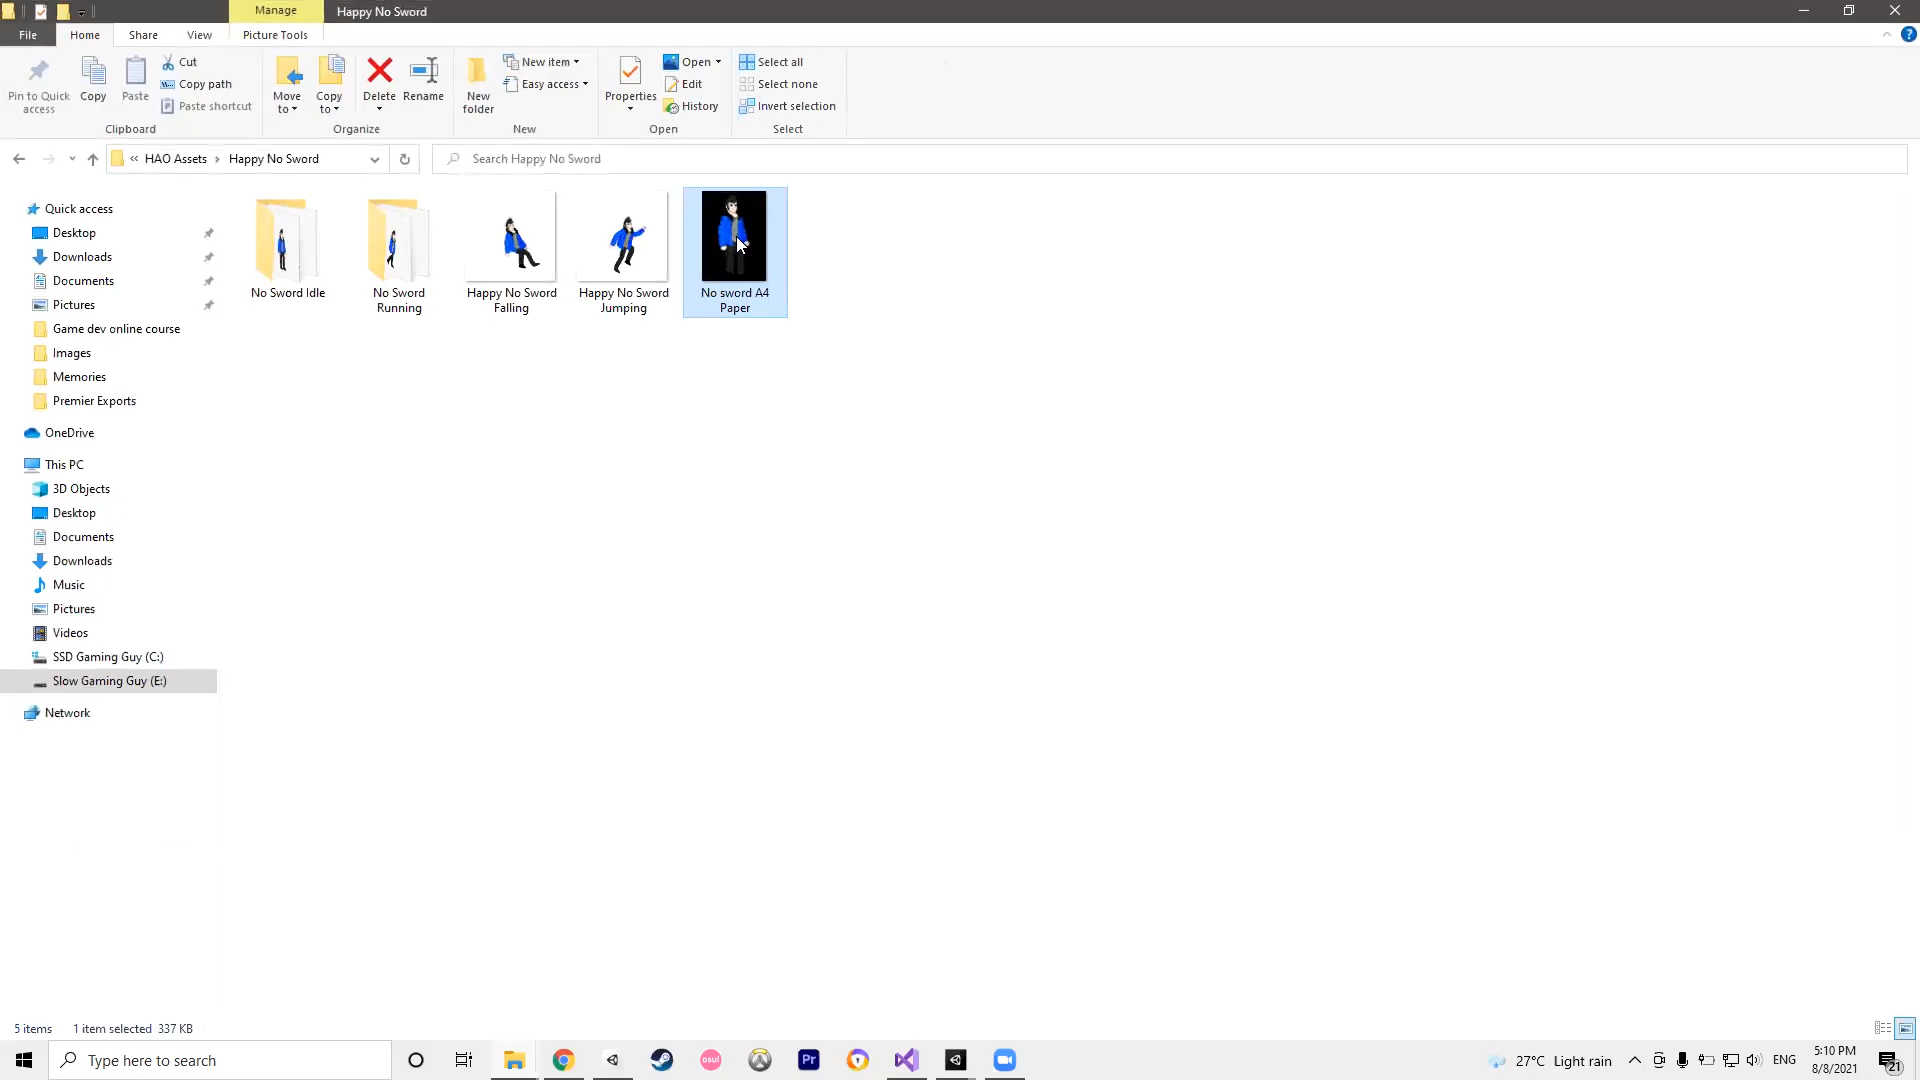 Manage
Happy No Sword
File
Home
Share
View
Picture Tools
Pin to Quick
access
Copy
Paste
Cut
Copy path
Paste shortcut
Clipboard
Move
to
Copy
to
Delete
Rename
Organize
New
folder
New item
Easy access
New
Properties
Open
Edit
History
Open
Select all
Select none
Invert selection
Select
« HAO Assets › Happy No Sword
Search Happy No Sword
Quick access
Desktop
Downloads
Documents
Pictures
Game dev online course
Images
Memories
Premier Exports
OneDrive
This PC
3D Objects
Desktop
Documents
Downloads
Music
Pictures
Videos
SSD Gaming Guy (C:)
Slow Gaming Guy (E:)
Network
No Sword Idle
No Sword
Running
Happy No Sword
Falling
Happy No Sword
Jumping
No sword A4
Paper
5 items
1 item selected 337 KB
Type here to search
osu!
Pr
27°C Light rain
ENG
5:10 PM
8/8/2021
21